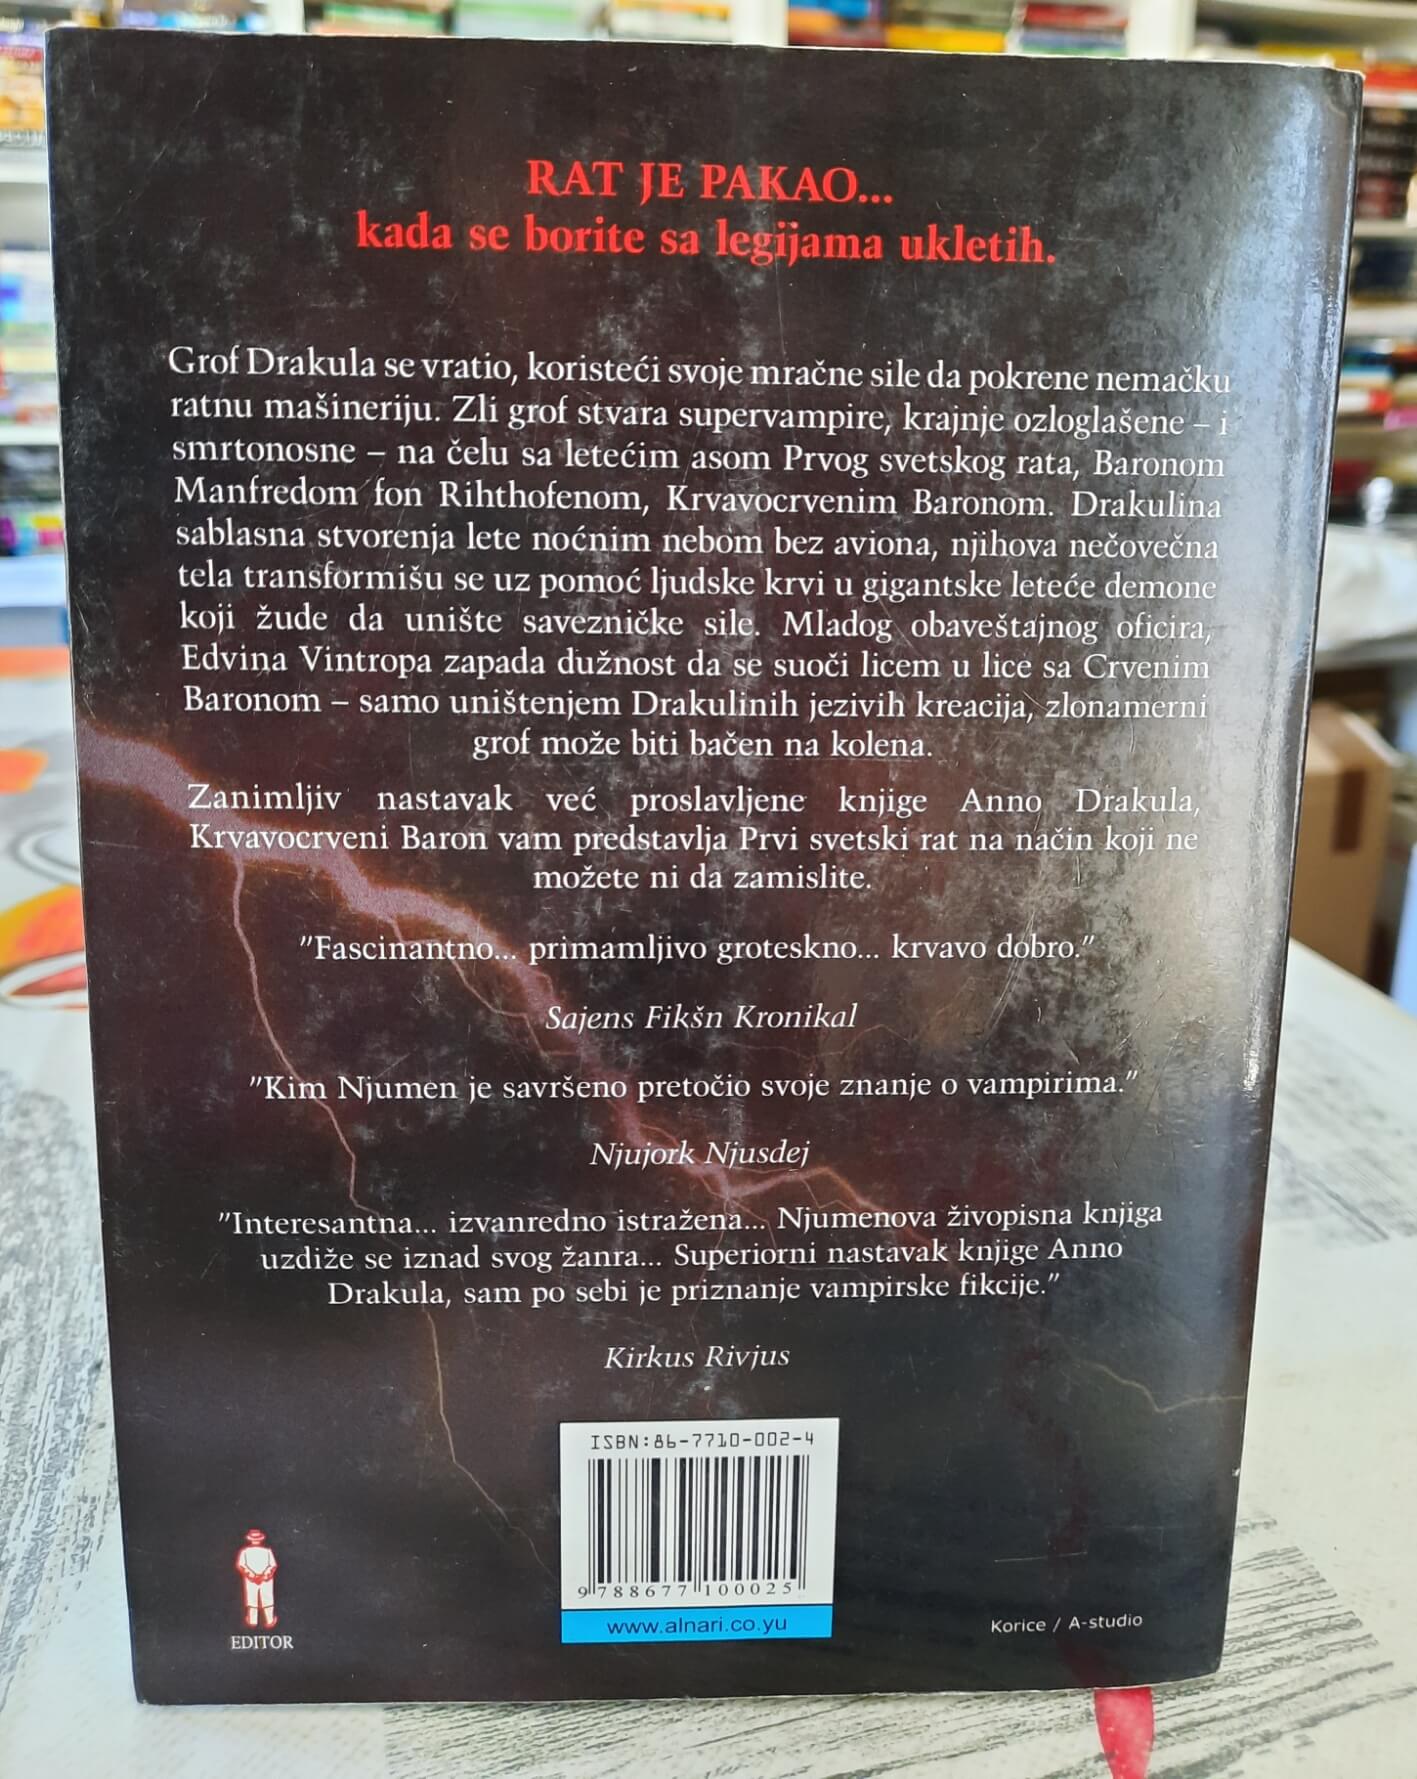 RAT JE PAKAO...
kada se borite sa legijama ukletih.
Grof Drakula se vratio, koristeći svoje mračne sile da pokrene nemačku
ratnu mašineriju. Zli grof stvara supervampire, krajnje ozloglašene – i
smrtonosne – na čelu sa letećim asom Prvog svetskog rata, Baronom
Manfredom fon Rihthofenom, Krvavocrvenim Baronom. Drakulina
sablasna stvorenja lete noćnim nebom bez aviona, njihova nečovečna
tela transformišu se uz pomoć ljudske krvi u gigantske leteće demone
koji žude da unište savezničke sile. Mladog obaveštajnog oficira,
Edvina Vintropa zapada dužnost da se suoči licem u lice sa Crvenim
Baronom – samo uništenjem Drakulinih jezivih kreacija, zlonamerni
grof može biti bačen na kolena.
Zanimljiv nastavak već proslavljene knjige Anno Drakula,
Krvavocrveni Baron vam predstavlja Prvi svetski rat na način koji ne
možete ni da zamislite.
"Fascinantno... primamljivo groteskno... krvavo dobro."
Sajens Fikšn Kronikal
"Kim Njumen je savršeno pretočio svoje znanje o vampirima."
Njujork Njusdej
"Interesantna... izvanredno istražena... Njumenova živopisna knjiga
uzdiže se iznad svog žanra... Superiorni nastavak knjige Anno
Drakula, sam po sebi je priznanje vampirske fikcije."
Kirkus Rivjus
ISBN:86-7710-002-4
9 788677 100025
www.alnari.co.yu
EDITOR
Korice / A-studio